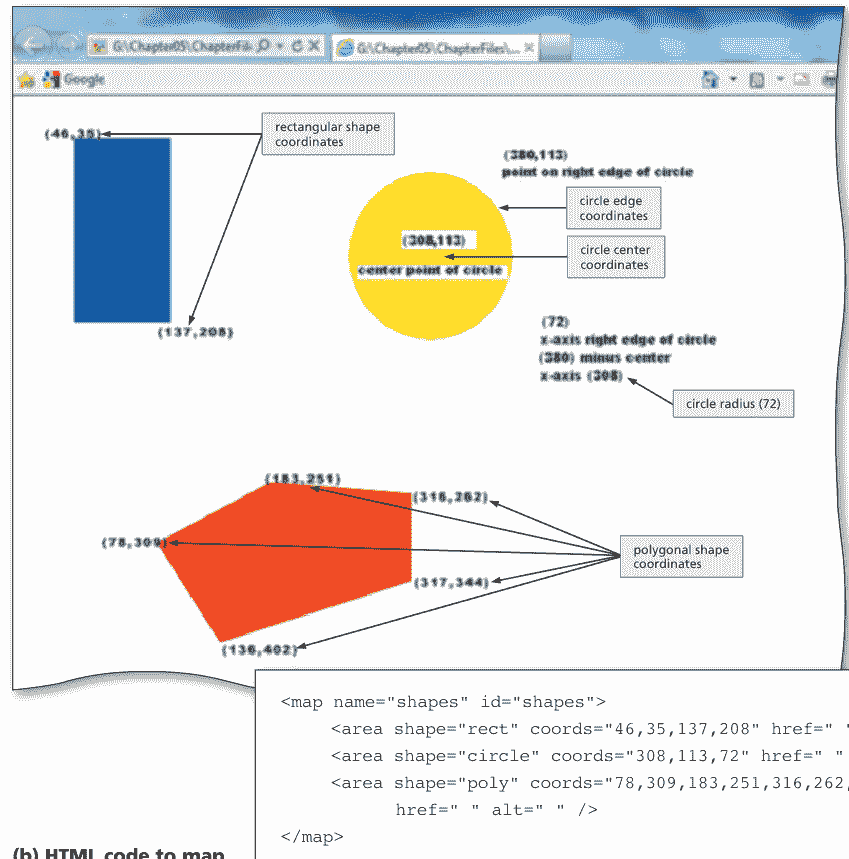 G:\Chapter05\ChapterFil
G:\Chapter05\ChapterFiles\...
Google
(46,35)
rectangular shape
coordinates
(137,208)
(380,113)
point on right edge of circle
circle edge
coordinates
(308,113)
center point of circle
circle center
coordinates
(72)
x-axis right edge of circle
(380) minus center
x-axis (308)
circle radius (72)
(183,251)
(316,262)
(78,309)
polygonal shape
coordinates
(317,344)
(136,402)
<map name="shapes" id="shapes">
<area shape="rect" coords="46,35,137,208" href=" "
<area shape="circle" coords="308,113,72" href=" "
<area shape="poly" coords="78,309,183,251,316,262,
href=" " alt=" " />
</map>
(b) HTML code to map